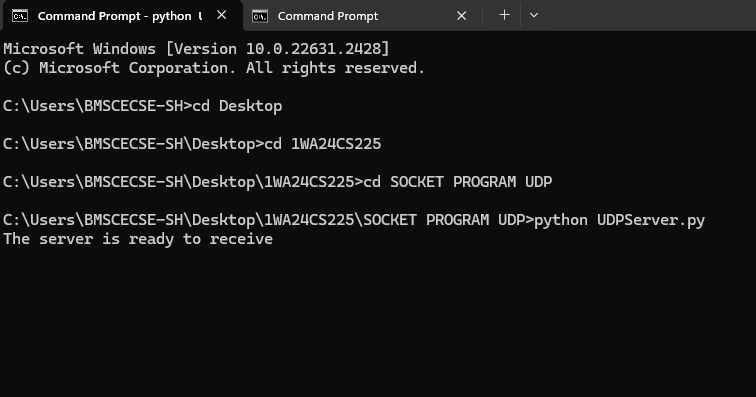 Command Prompt - python U
Command Prompt
Microsoft Windows [Version 10.0.22631.2428]
(c) Microsoft Corporation. All rights reserved.
C:\Users\BMSCECSE-SH>cd Desktop
C:\Users\BMSCECSE-SH\Desktop>cd 1WA24CS225
C:\Users\BMSCECSE-SH\Desktop\1WA24CS225>cd SOCKET PROGRAM UDP
C:\Users\BMSCECSE-SH\Desktop\1WA24CS225\SOCKET PROGRAM UDP>python UDPServer.py
The server is ready to receive